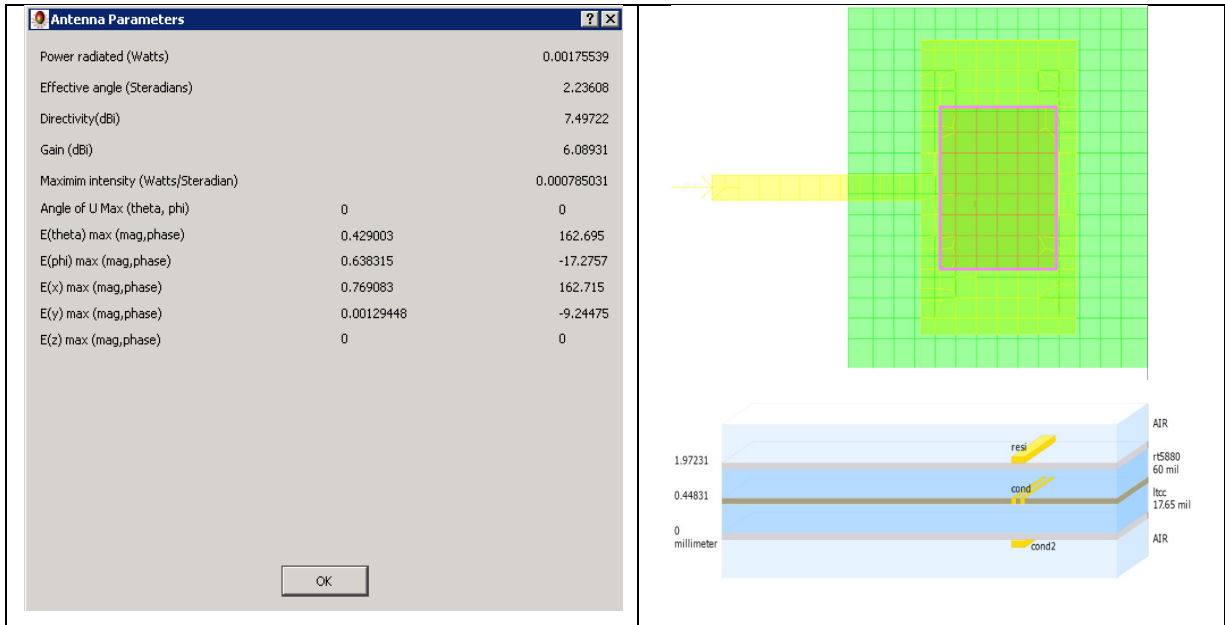 Antenna Parameters
Power radiated (Watts) 0.00175539
Effective angle (Steradians) 2.23608
Directivity(dBi) 7.49722
Gain (dBi) 6.08931
Maximim intensity (Watts/Steradian) 0.000785031
Angle of U Max (theta, phi) 0 0
E(theta) max (mag,phase) 0.429003 162.695
E(phi) max (mag,phase) 0.638315 -17.2757
E(x) max (mag,phase) 0.769083 162.715
E(y) max (mag,phase) 0.00129448 -9.24475
E(z) max (mag,phase) 0 0
OK
AIR
resi
1.97231
rt5880
60 mil
cond
0.44831
ltcc
17.65 mil
0
millimeter
AIR
cond2